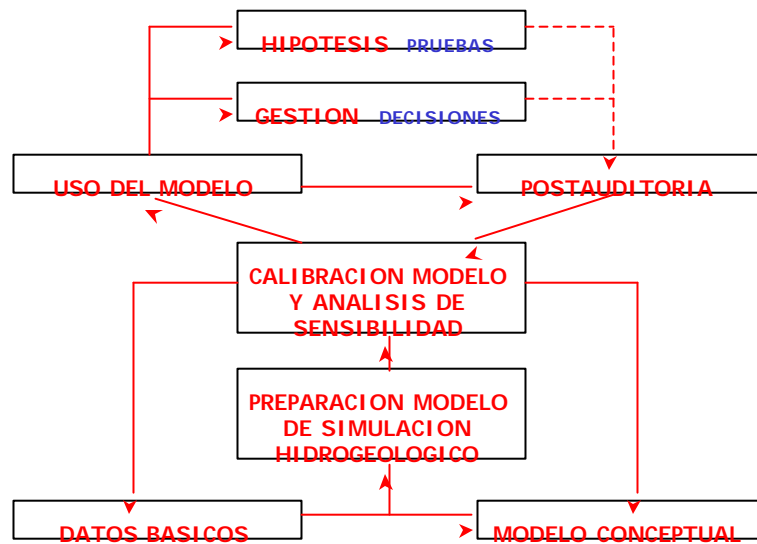 HIPOTESIS PRUEBAS
GESTION DECISIONES
USO DEL MODELO
POSTAUDITORIA
CALIBRACION MODELO
Y ANALISIS DE
SENSIBILIDAD
PREPARACION MODELO
DE SIMULACION
HIDROGEOLOGICO
DATOS BASICOS
MODELO CONCEPTUAL